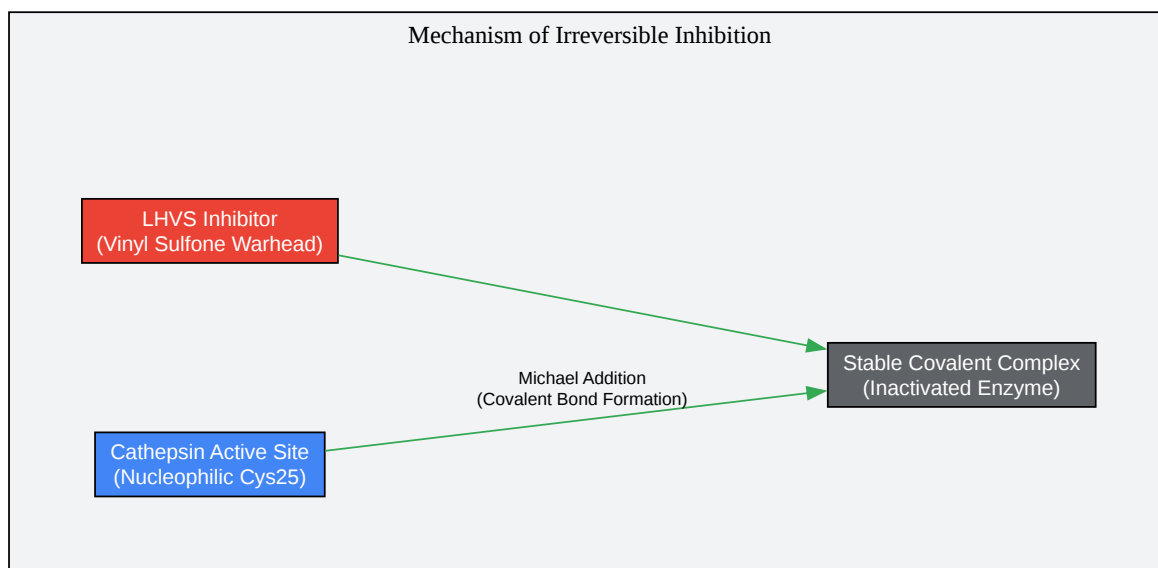 Mechanism of Irreversible Inhibition
LHVS Inhibitor
(Vinyl Sulfone Warhead)
Stable Covalent Complex
(Inactivated Enzyme)
Michael Addition
(Covalent Bond Formation)
Cathepsin Active Site
(Nucleophilic Cys25)